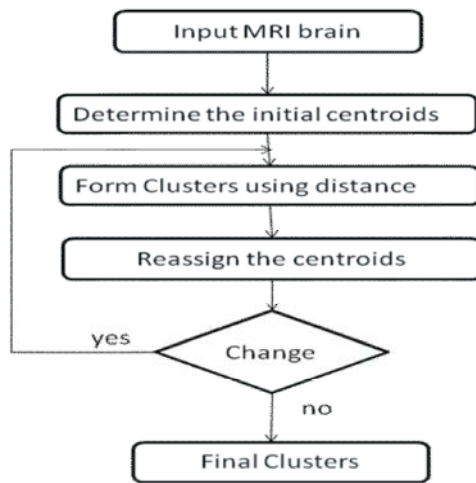 Input MRI brain
Determine the initial centroids
Form Clusters using distance
Reassign the centroids
yes
Change
no
Final Clusters